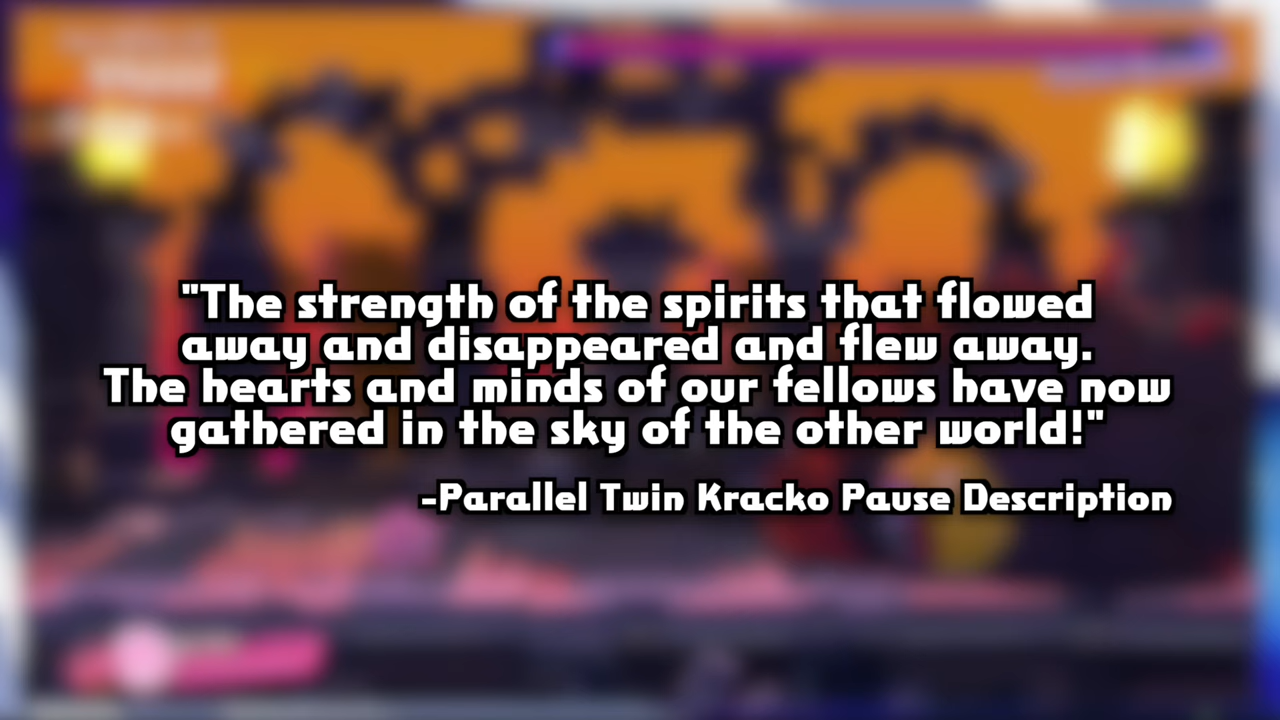 "The strength of the spirits that flowed
away and disappeared and flew away.
The hearts and minds of our fellows have now
gathered in the sky of the other world!"
-Parallel Twin Kracko Pause Description